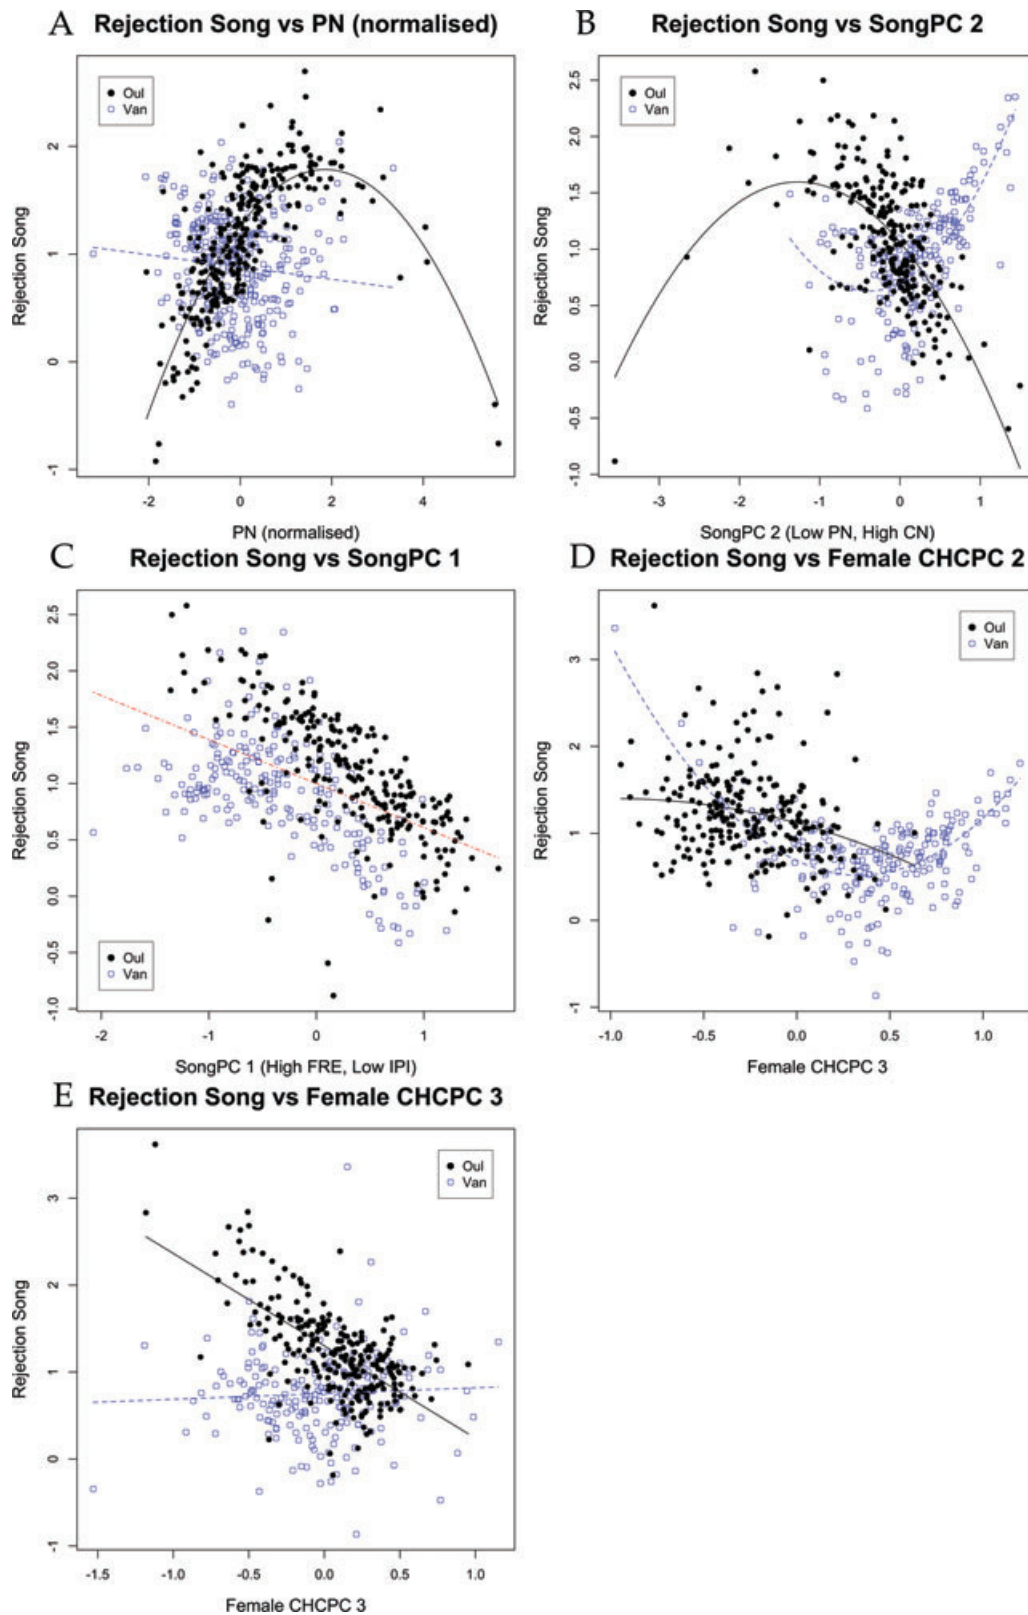 A Rejection Song vs PN (normalised)
Oul
Van
Rejection Song
2
1
0
-1
-2 0 2 4
PN (normalised)
B Rejection Song vs SongPC 2
Oul
Van
Rejection Song
2.5
2.0
1.5
1.0
0.5
0.0
-0.5
-1.0
-3 -2 -1 0 1
SongPC 2 (Low PN, High CN)
C Rejection Song vs SongPC 1
Oul
Van
Rejection Song
2.5
2.0
1.5
1.0
0.5
0.0
-0.5
-1.0
-2 -1 0 1
SongPC 1 (High FRE, Low IPI)
D Rejection Song vs Female CHCPC 2
Oul
Van
Rejection Song
3
2
1
0
-1
-1.0 -0.5 0.0 0.5 1.0
Female CHCPC 3
E Rejection Song vs Female CHCPC 3
Oul
Van
Rejection Song
3
2
1
0
-1
-1.5 -1.0 -0.5 0.0 0.5 1.0
Female CHCPC 3